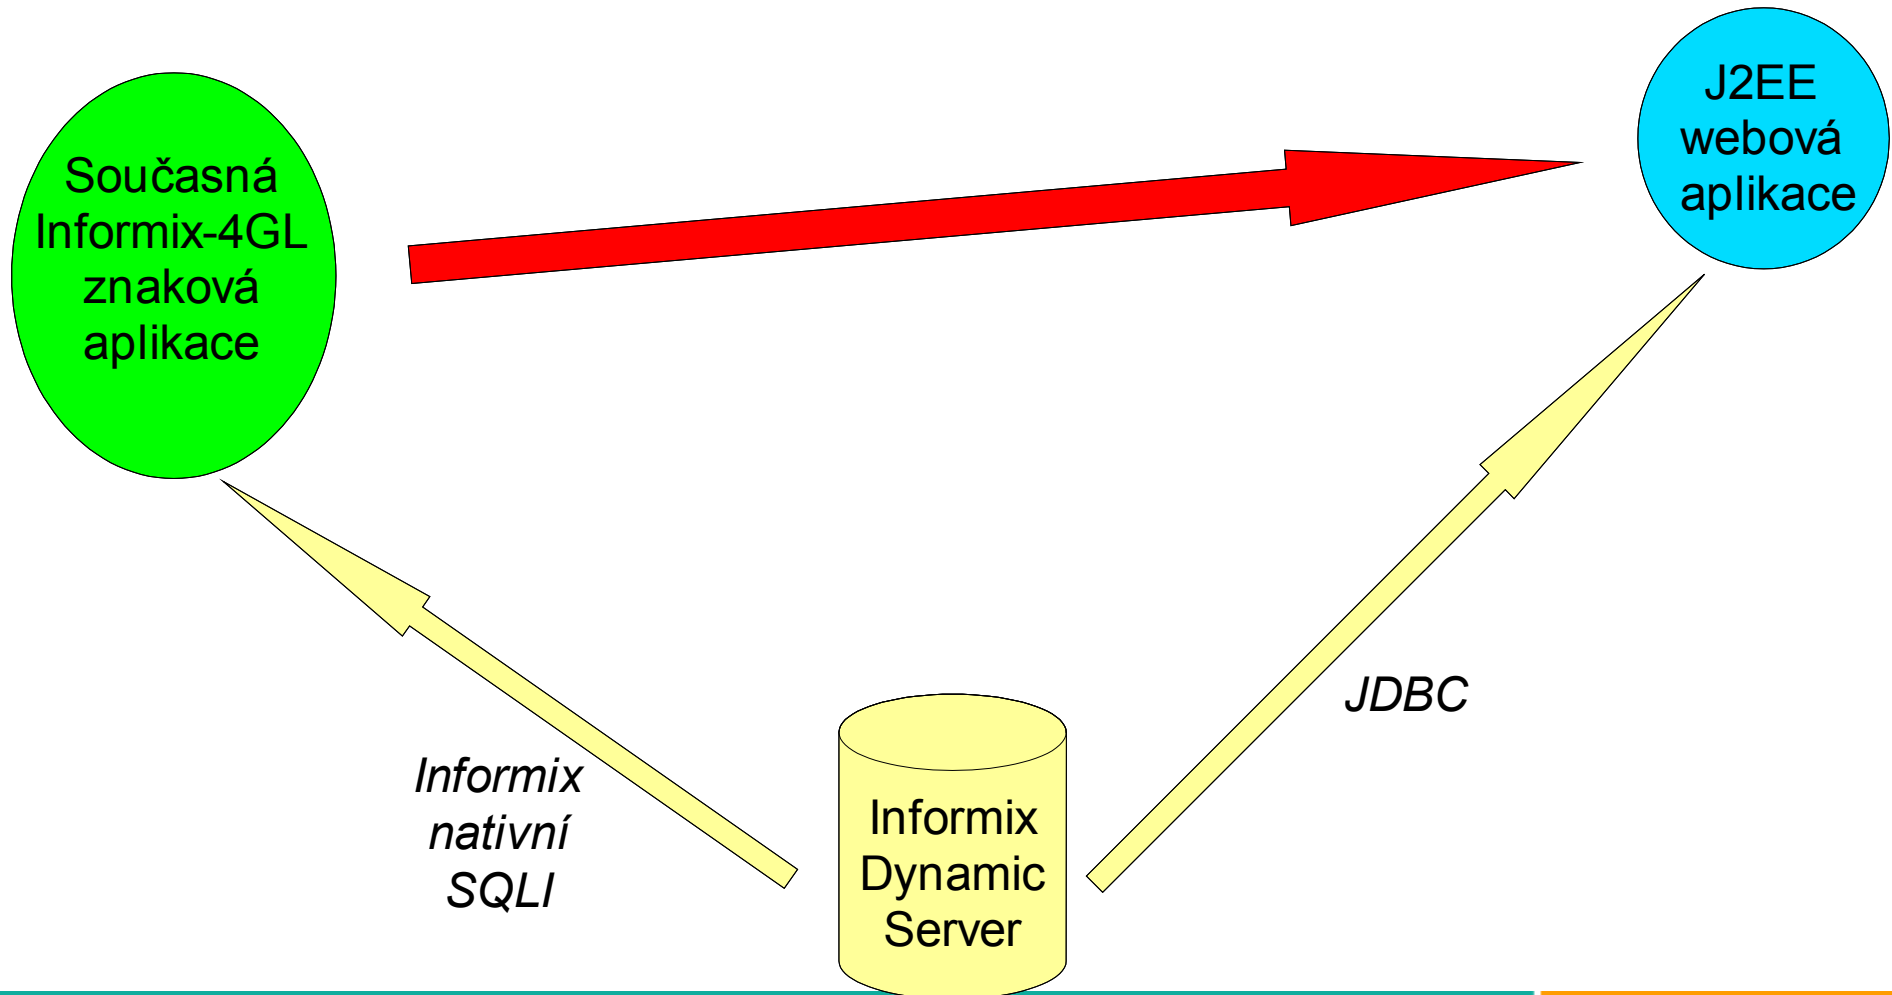 Současná
Informix-4GL
znaková
aplikace
J2EE
webová
aplikace
Informix
nativní
SQLI
JDBC
Informix
Dynamic
Server